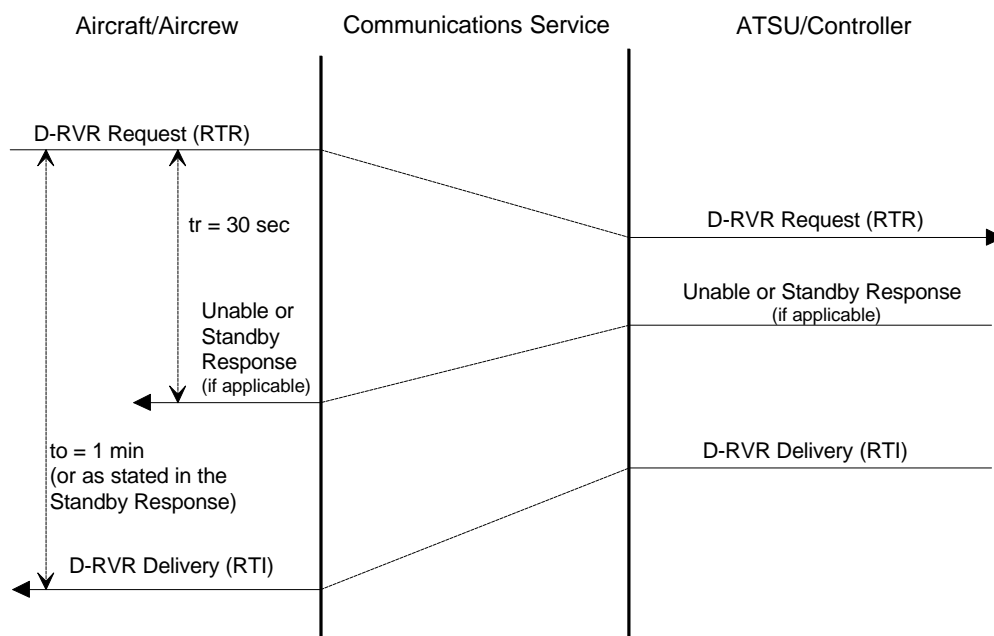 Aircraft/Aircrew
Communications Service
ATSU/Controller
D-RVR Request (RTR)
tr = 30 sec
D-RVR Request (RTR)
Unable or Standby Response
(if applicable)
Unable or
Standby
Response
(if applicable)
to = 1 min
(or as stated in the
Standby Response)
D-RVR Delivery (RTI)
D-RVR Delivery (RTI)